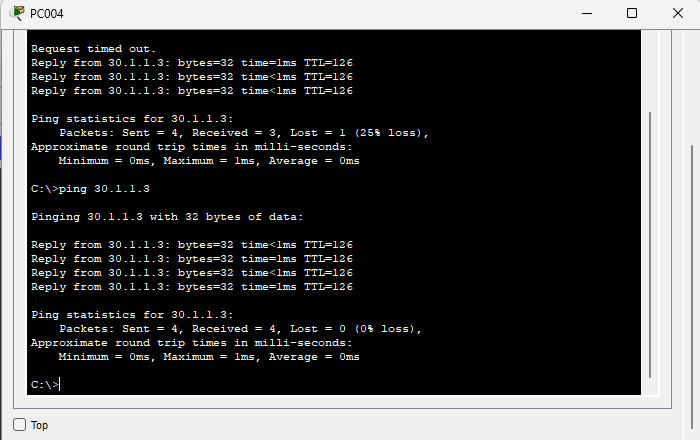 PC004
Request timed out.
Reply from 30.1.1.3: bytes=32 time=1ms TTL=126
Reply from 30.1.1.3: bytes=32 time<1ms TTL=126
Reply from 30.1.1.3: bytes=32 time<1ms TTL=126
Ping statistics for 30.1.1.3:
    Packets: Sent = 4, Received = 3, Lost = 1 (25% loss),
Approximate round trip times in milli-seconds:
    Minimum = 0ms, Maximum = 1ms, Average = 0ms
C:\>ping 30.1.1.3
Pinging 30.1.1.3 with 32 bytes of data:
Reply from 30.1.1.3: bytes=32 time<1ms TTL=126
Reply from 30.1.1.3: bytes=32 time=1ms TTL=126
Reply from 30.1.1.3: bytes=32 time<1ms TTL=126
Reply from 30.1.1.3: bytes=32 time=1ms TTL=126
Ping statistics for 30.1.1.3:
    Packets: Sent = 4, Received = 4, Lost = 0 (0% loss),
Approximate round trip times in milli-seconds:
    Minimum = 0ms, Maximum = 1ms, Average = 0ms
C:\>
Top